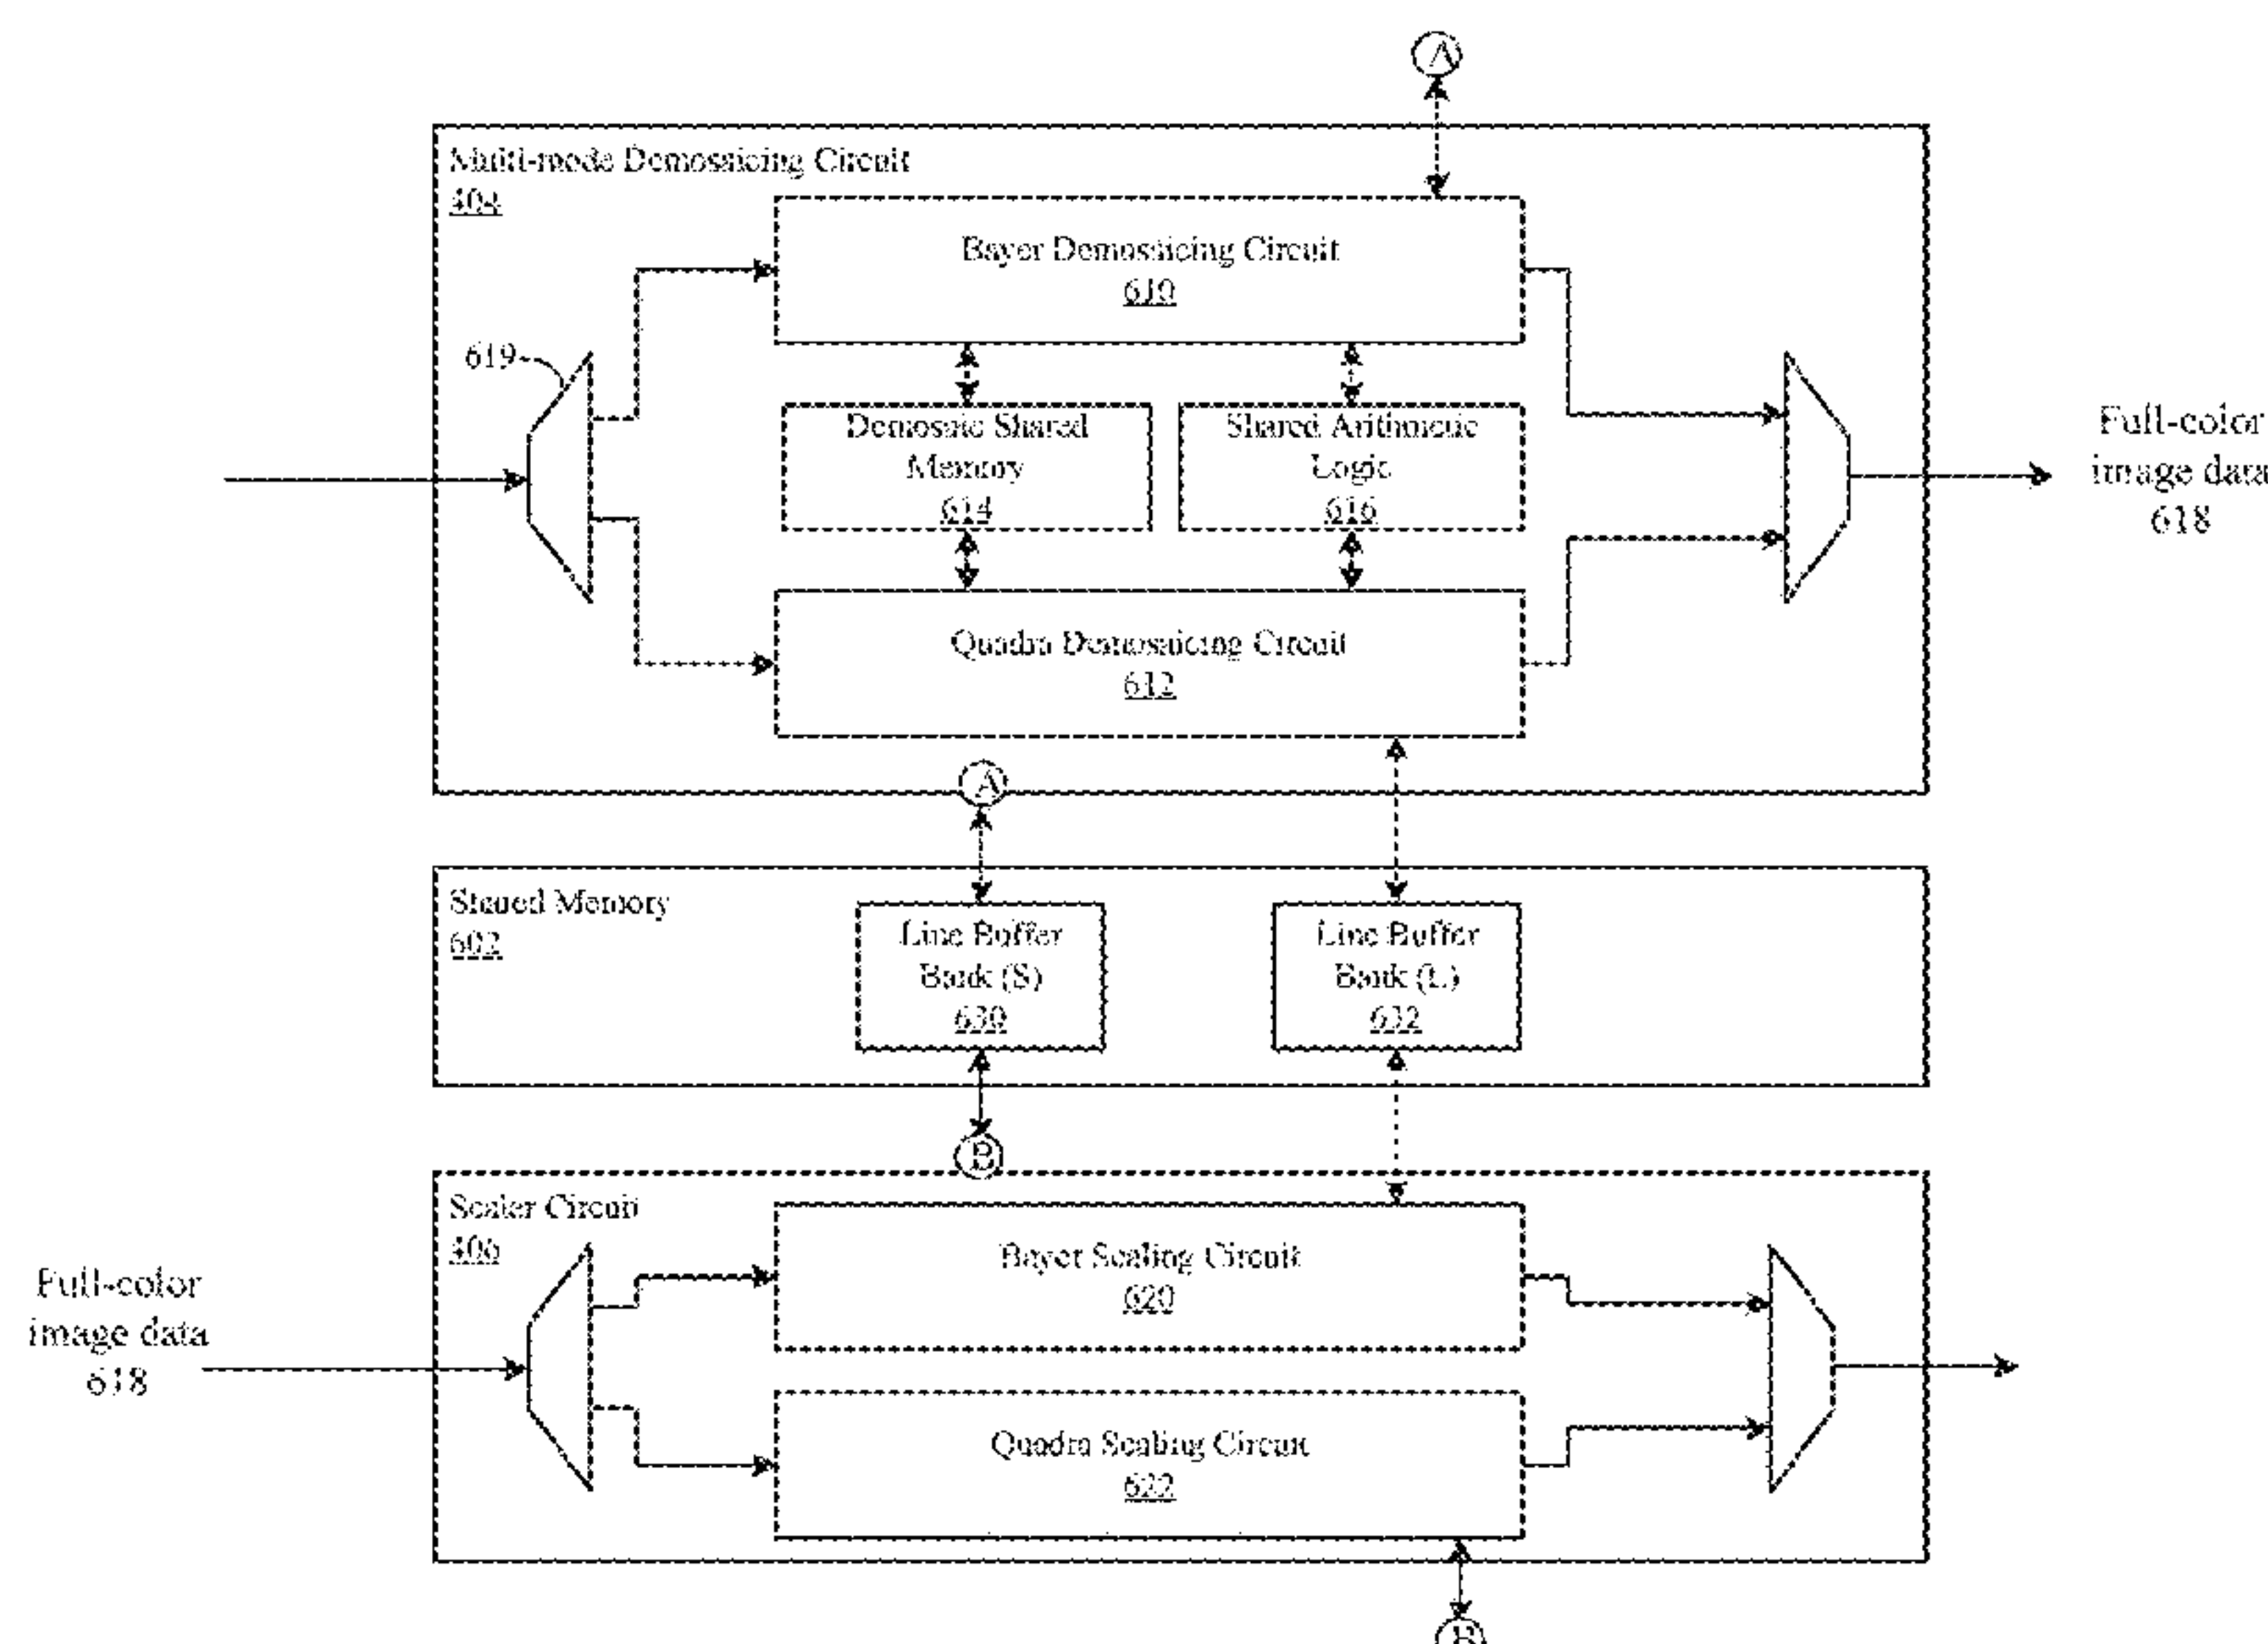 A
Multi-mode Demosaicing Circuit
404
Bayer Demosaicing Circuit
610
619
Demosaic Shared
Memory
614
Shared Arithmetic
Logic
616
Full-color
image data
618
Quadra Demosaicing Circuit
612
A
Shared Memory
602
Line Buffer
Bank (S)
630
Line Buffer
Bank (L)
632
B
Scaler Circuit
406
Bayer Scaling Circuit
620
Full-color
image data
618
Quadra Scaling Circuit
622
B